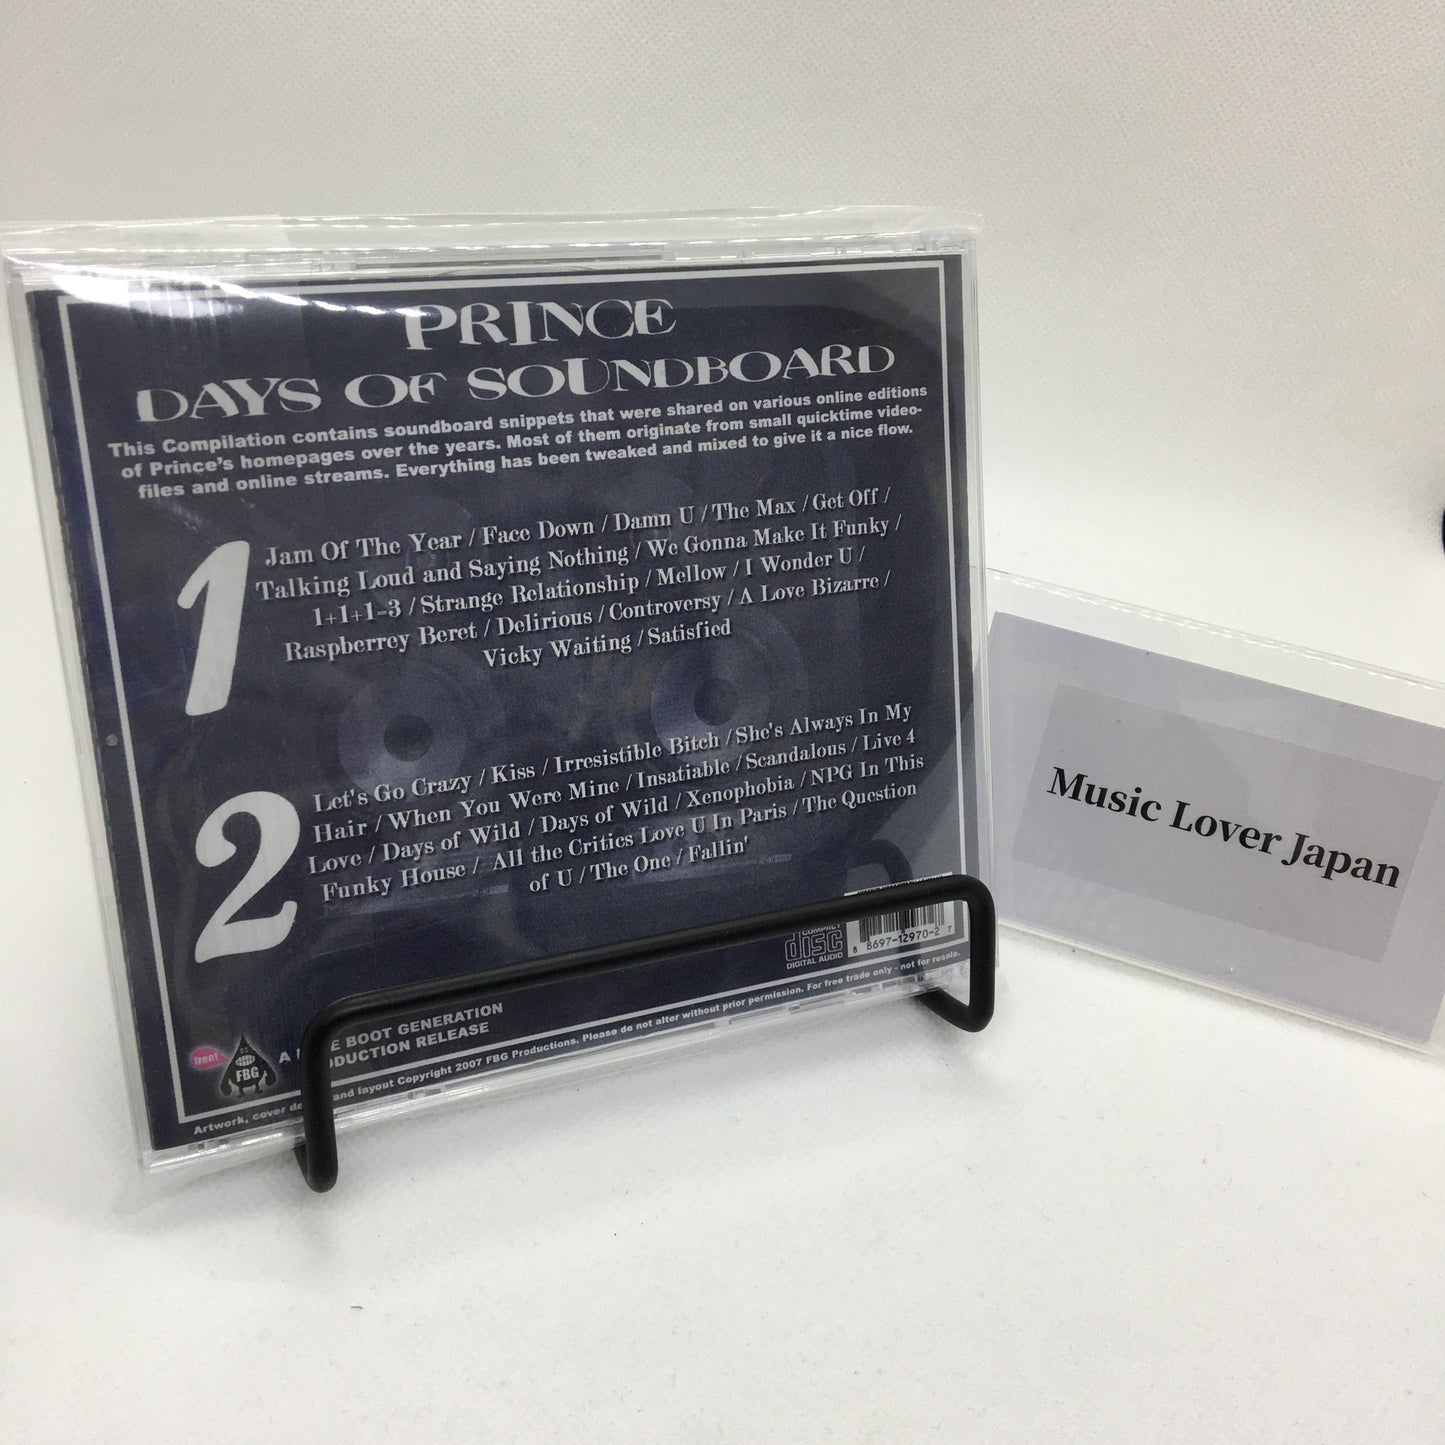 PRINCE
DAYS OF SOUNDBOARD
This Compilation contains soundboard snippets that were shared on various online editions
of Prince's homepages over the years. Most of them originate from small quicktime video-
files and online streams. Everything has been tweaked and mixed to give it a nice flow.
1
Jam Of The Year / Face Down / Damn U / The Max / Get Off /
Talking Loud and Saying Nothing / We Gonna Make It Funky /
1+1+1=3 / Strange Relationship / Mellow / I Wonder U /
Raspberrey Beret / Delirious / Controversy / A Love Bizarre /
Vicky Waiting / Satisfied
2
Let's Go Crazy / Kiss / Irresistible Bitch / She's Always In My
Hair / When You Were Mine / Insatiable / Scandalous / Live 4
Love / Days of Wild / Days of Wild / Xenophobia / NPG In This
Funky House / All the Critics Love U In Paris / The Question
of U / The One / Fallin'
COMPACT
disc
DIGITAL AUDIO
8 8697-12970-2 7
free!
FBG
A E BOOT GENERATION
ODUCTION RELEASE
Artwork, cover de and layout Copyright 2007 FBG Productions. Please do not alter without prior permission. For free trade only - not for resale.
Music Lover Japan